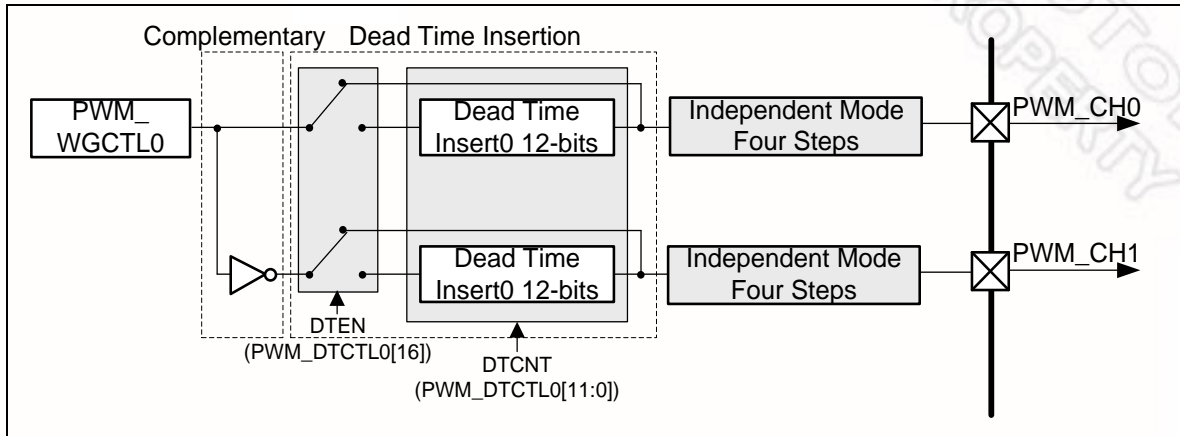 Complementary Dead Time Insertion
PWM_
WGCTL0
Dead Time
Insert0 12-bits
Independent Mode
Four Steps
PWM_CH0
Dead Time
Insert0 12-bits
Independent Mode
Four Steps
PWM_CH1
DTEN
(PWM_DTCTL0[16])
DTCNT
(PWM_DTCTL0[11:0])